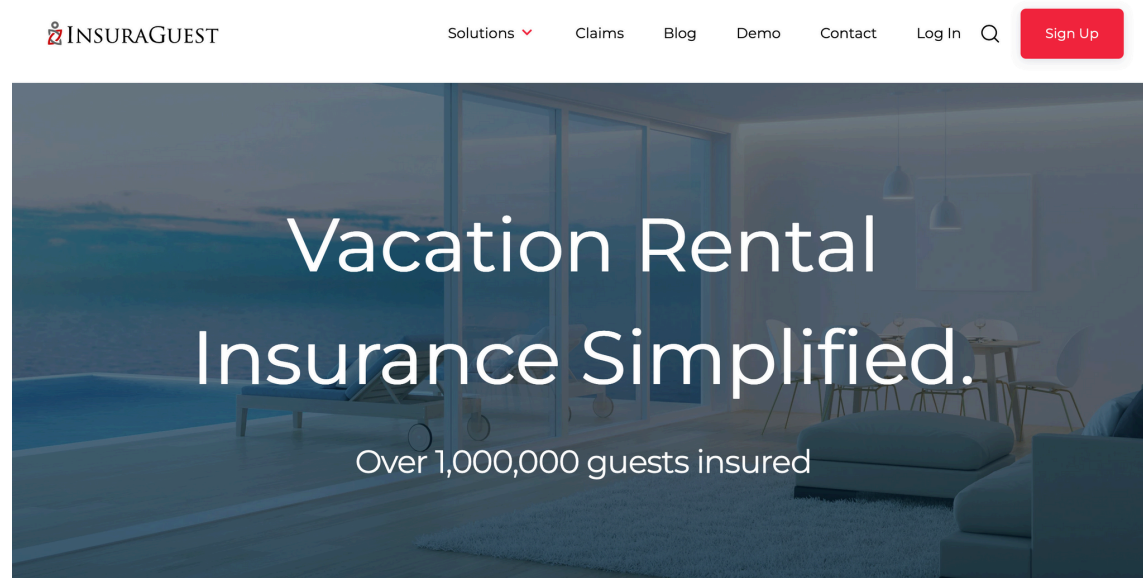 INSURAGUEST
Solutions
Claims
Blog
Demo
Contact
Log In
Sign Up
Vacation Rental
Insurance Simplified.
Over 1,000,000 guests insured